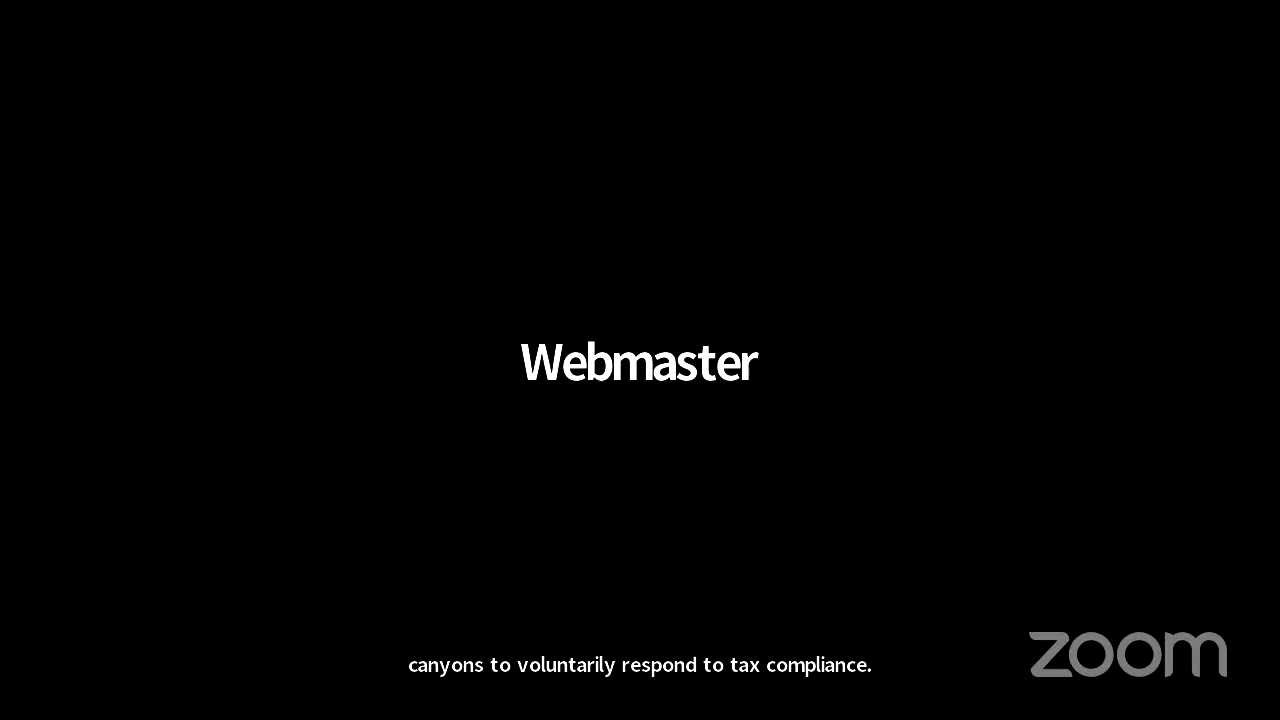 Webmaster
canyons to voluntarily respond to tax compliance.
zoom